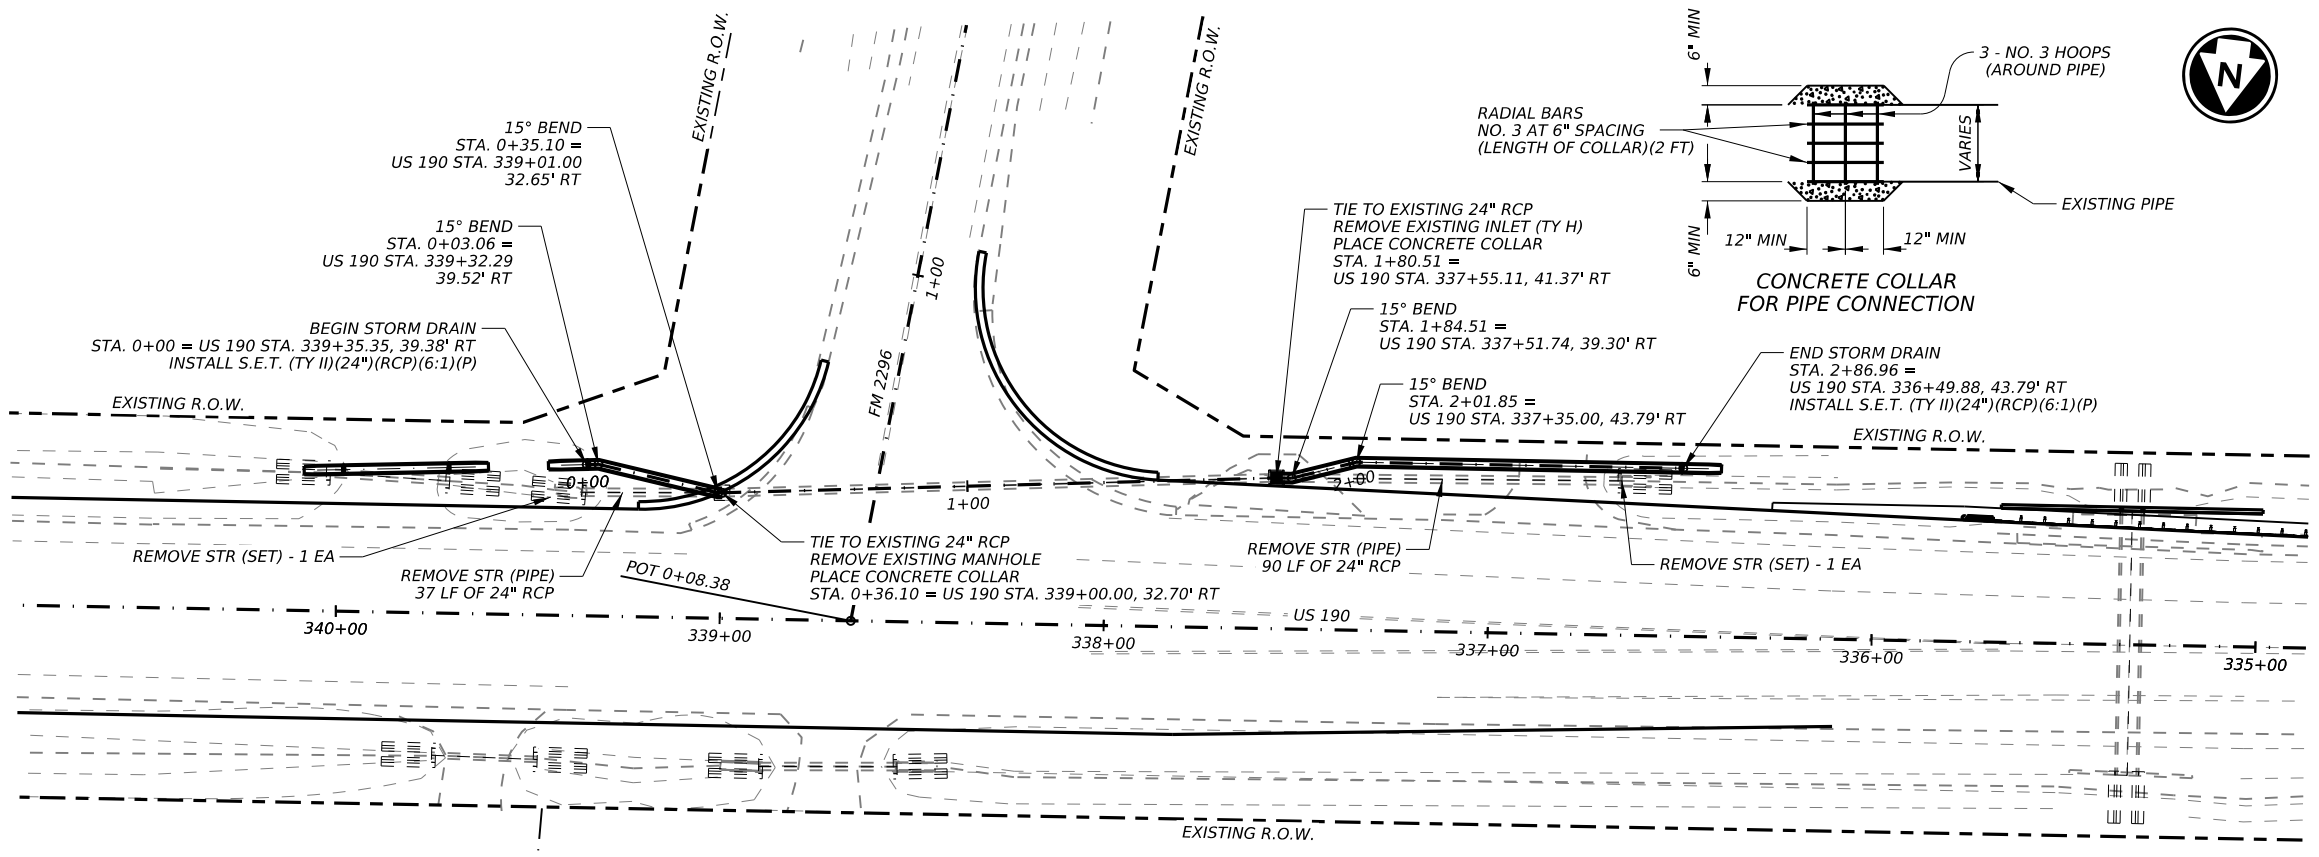 EXISTING R.O.W.
EXISTING R.O.W.
15° BEND
STA. 0+35.10 =
US 190 STA. 339+01.00
32.65' RT
15° BEND
STA. 0+03.06 =
US 190 STA. 339+32.29
39.52' RT
BEGIN STORM DRAIN
STA. 0+00 = US 190 STA. 339+35.35, 39.38' RT
INSTALL S.E.T. (TY II)(24")(RCP)(6:1)(P)
EXISTING R.O.W.
1+00
FM 2296
6" MIN
3 - NO. 3 HOOPS
(AROUND PIPE)
RADIAL BARS
NO. 3 AT 6" SPACING
(LENGTH OF COLLAR)(2 FT)
VARIES
EXISTING PIPE
6" MIN
12" MIN
12" MIN
CONCRETE COLLAR
FOR PIPE CONNECTION
N
TIE TO EXISTING 24" RCP
REMOVE EXISTING INLET (TY H)
PLACE CONCRETE COLLAR
STA. 1+80.51 =
US 190 STA. 337+55.11, 41.37' RT
15° BEND
STA. 1+84.51 =
US 190 STA. 337+51.74, 39.30' RT
15° BEND
STA. 2+01.85 =
US 190 STA. 337+35.00, 43.79' RT
END STORM DRAIN
STA. 2+86.96 =
US 190 STA. 336+49.88, 43.79' RT
INSTALL S.E.T. (TY II)(24")(RCP)(6:1)(P)
EXISTING R.O.W.
0+00
1+00
2+00
REMOVE STR (SET) - 1 EA
REMOVE STR (PIPE)
37 LF OF 24" RCP
POT 0+08.38
TIE TO EXISTING 24" RCP
REMOVE EXISTING MANHOLE
PLACE CONCRETE COLLAR
STA. 0+36.10 = US 190 STA. 339+00.00, 32.70' RT
REMOVE STR (PIPE)
90 LF OF 24" RCP
REMOVE STR (SET) - 1 EA
US 190
340+00
339+00
338+00
337+00
336+00
335+00
EXISTING R.O.W.